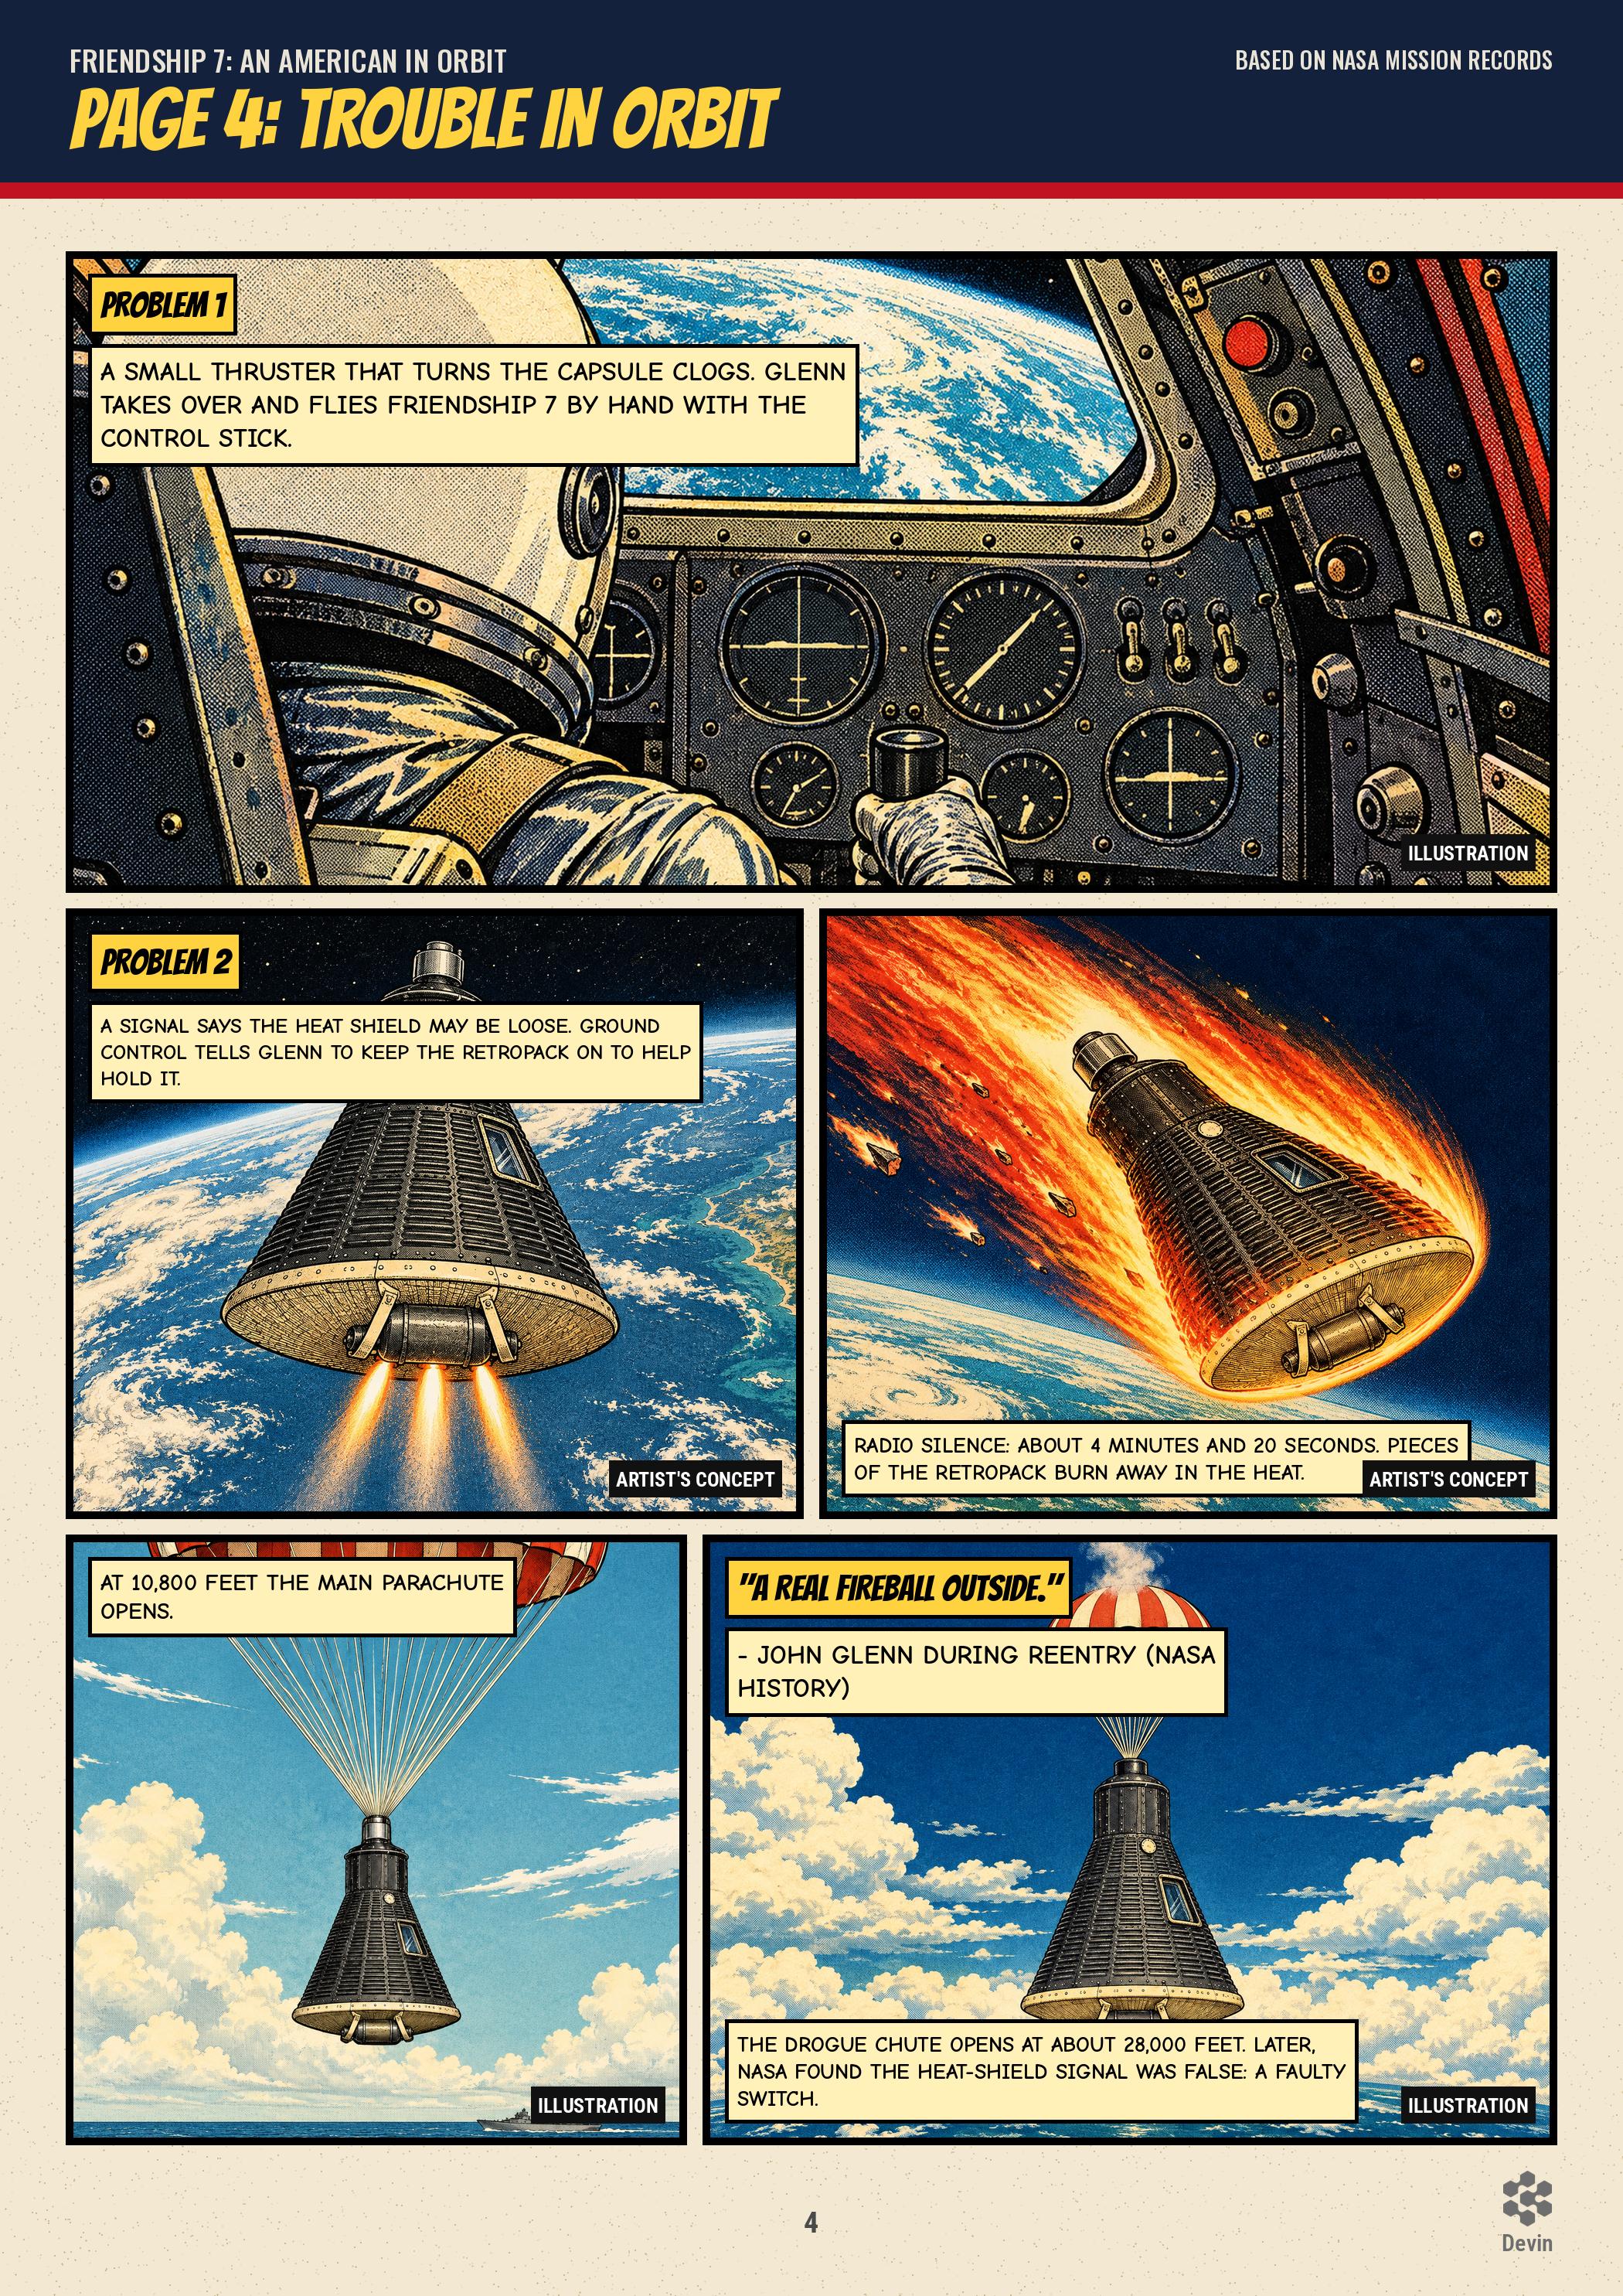 FRIENDSHIP 7: AN AMERICAN IN ORBIT
BASED ON NASA MISSION RECORDS
PAGE 4: TROUBLE IN ORBIT
PROBLEM 1
A SMALL THRUSTER THAT TURNS THE CAPSULE CLOGS. GLENN
TAKES OVER AND FLIES FRIENDSHIP 7 BY HAND WITH THE
CONTROL STICK.
ILLUSTRATION
PROBLEM 2
A SIGNAL SAYS THE HEAT SHIELD MAY BE LOOSE. GROUND
CONTROL TELLS GLENN TO KEEP THE RETROPACK ON TO HELP
HOLD IT.
ARTIST'S CONCEPT
RADIO SILENCE: ABOUT 4 MINUTES AND 20 SECONDS. PIECES
OF THE RETROPACK BURN AWAY IN THE HEAT.
ARTIST'S CONCEPT
AT 10,800 FEET THE MAIN PARACHUTE
OPENS.
ILLUSTRATION
"A REAL FIREBALL OUTSIDE."
- JOHN GLENN DURING REENTRY (NASA
HISTORY)
THE DROGUE CHUTE OPENS AT ABOUT 28,000 FEET. LATER,
NASA FOUND THE HEAT-SHIELD SIGNAL WAS FALSE: A FAULTY
SWITCH.
ILLUSTRATION
4
Devin